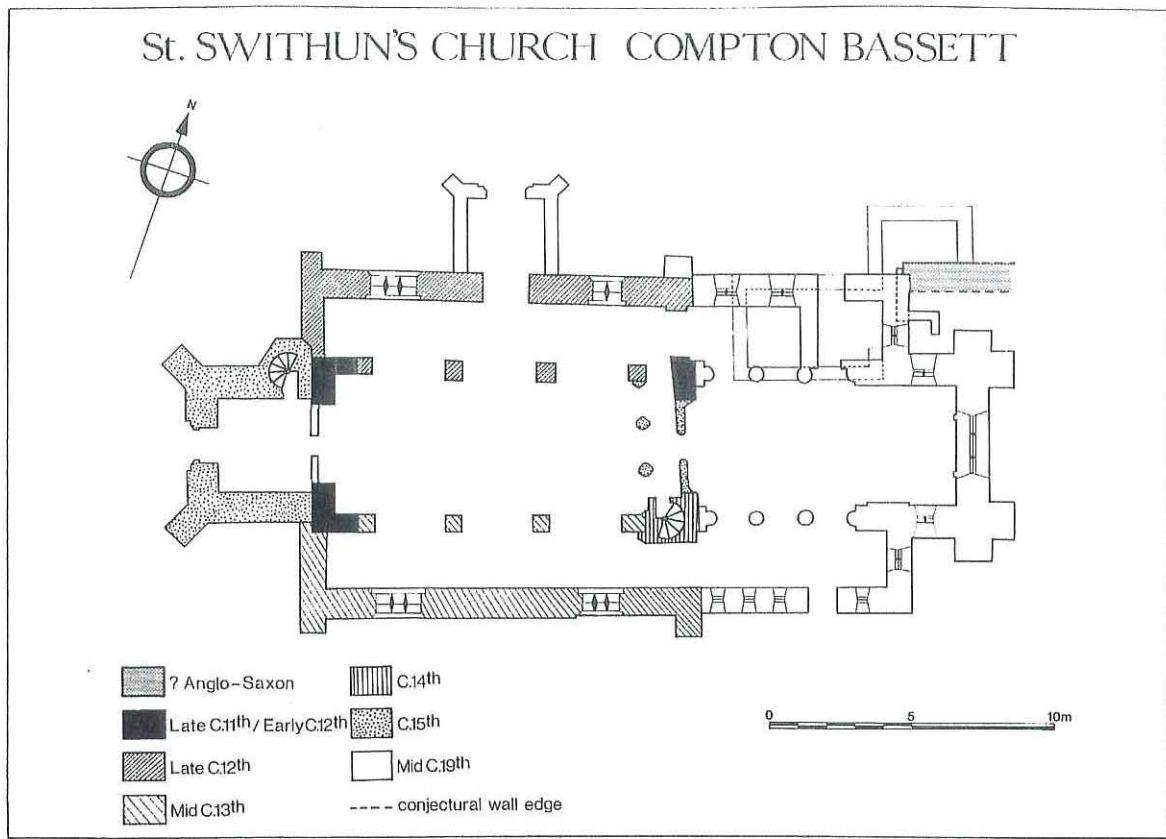 St. SWITHUN'S CHURCH COMPTON BASSETT
N
? Anglo-Saxon
Late C.11th / Early C.12th
Late C.12th
Mid C.13th
C.14th
C.15th
Mid C.19th
conjectural wall edge
0 5 10m